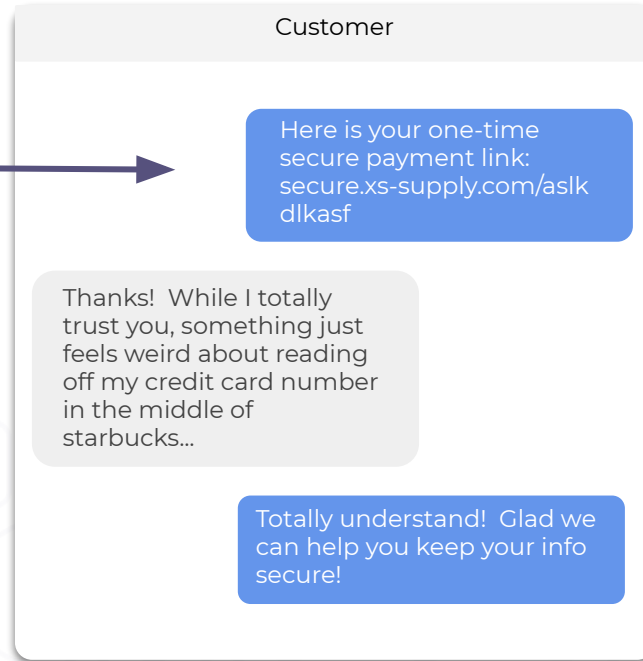 Customer
Here is your one-time
secure payment link:
secure.xs-supply.com/aslk
dlkasf
Thanks!  While I totally
trust you, something just
feels weird about reading
off my credit card number
in the middle of
starbucks...
Totally understand!  Glad we
can help you keep your info
secure!